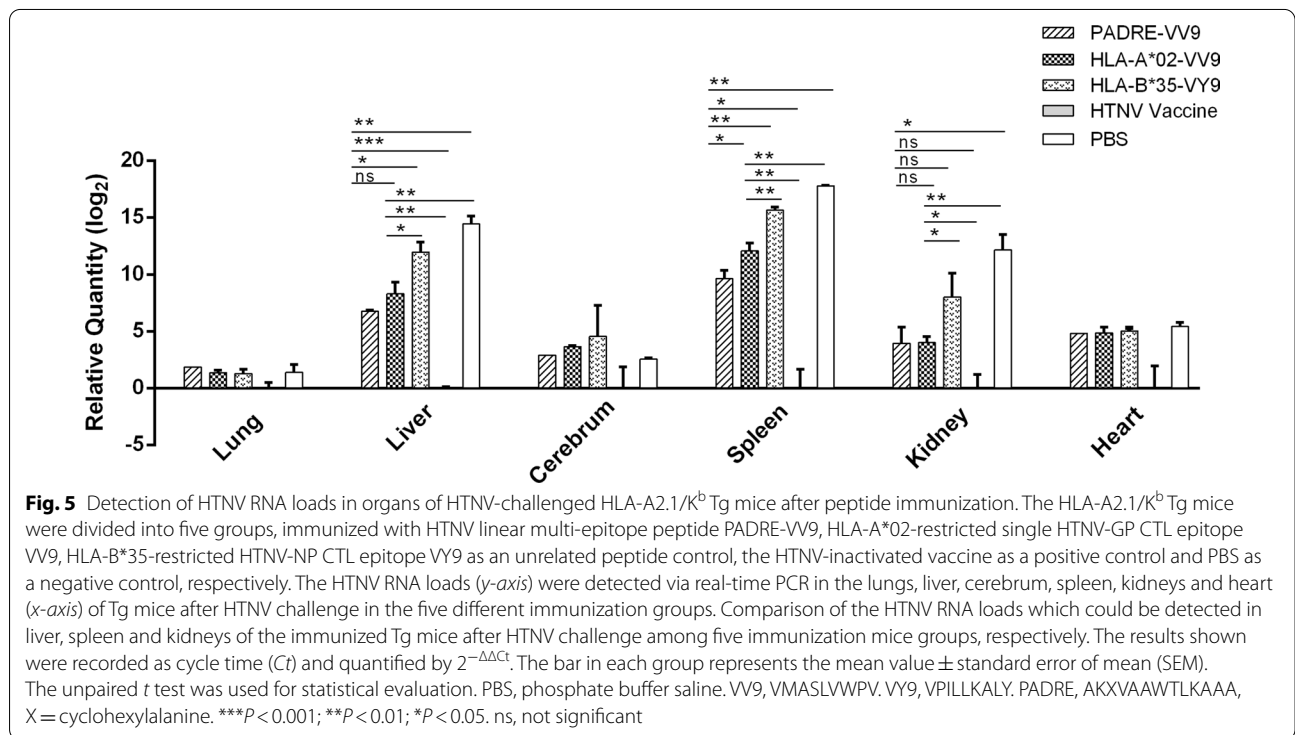 PADRE-VV9
HLA-A*02-VV9
HLA-B*35-VY9
HTNV Vaccine
PBS
Relative Quantity (log₂)
20
15
10
5
0
-5
**
***
*
ns
**
**
*
**
*
**
*
**
**
**
*
ns
ns
ns
**
*
*
Lung
Liver
Cerebrum
Spleen
Kidney
Heart
Fig. 5 Detection of HTNV RNA loads in organs of HTNV-challenged HLA-A2.1/Kᵇ Tg mice after peptide immunization. The HLA-A2.1/Kᵇ Tg mice
were divided into five groups, immunized with HTNV linear multi-epitope peptide PADRE-VV9, HLA-A*02-restricted single HTNV-GP CTL epitope
VV9, HLA-B*35-restricted HTNV-NP CTL epitope VY9 as an unrelated peptide control, the HTNV-inactivated vaccine as a positive control and PBS as
a negative control, respectively. The HTNV RNA loads (y-axis) were detected via real-time PCR in the lungs, liver, cerebrum, spleen, kidneys and heart
(x-axis) of Tg mice after HTNV challenge in the five different immunization groups. Comparison of the HTNV RNA loads which could be detected in
liver, spleen and kidneys of the immunized Tg mice after HTNV challenge among five immunization mice groups, respectively. The results shown
were recorded as cycle time (Ct) and quantified by 2⁻ΔΔCt. The bar in each group represents the mean value ± standard error of mean (SEM).
The unpaired t test was used for statistical evaluation. PBS, phosphate buffer saline. VV9, VMASLVWPV. VY9, VPILLKALY. PADRE, AKXVAAWTLKAAA,
X = cyclohexylalanine. ***P < 0.001; **P < 0.01; *P < 0.05. ns, not significant